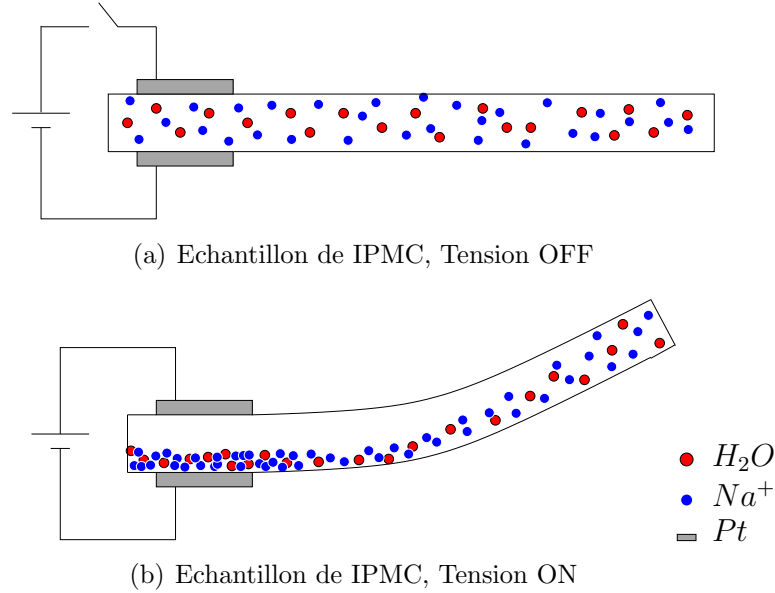 (a) Echantillon de IPMC, Tension OFF
H₂O
Na⁺
Pt
(b) Echantillon de IPMC, Tension ON